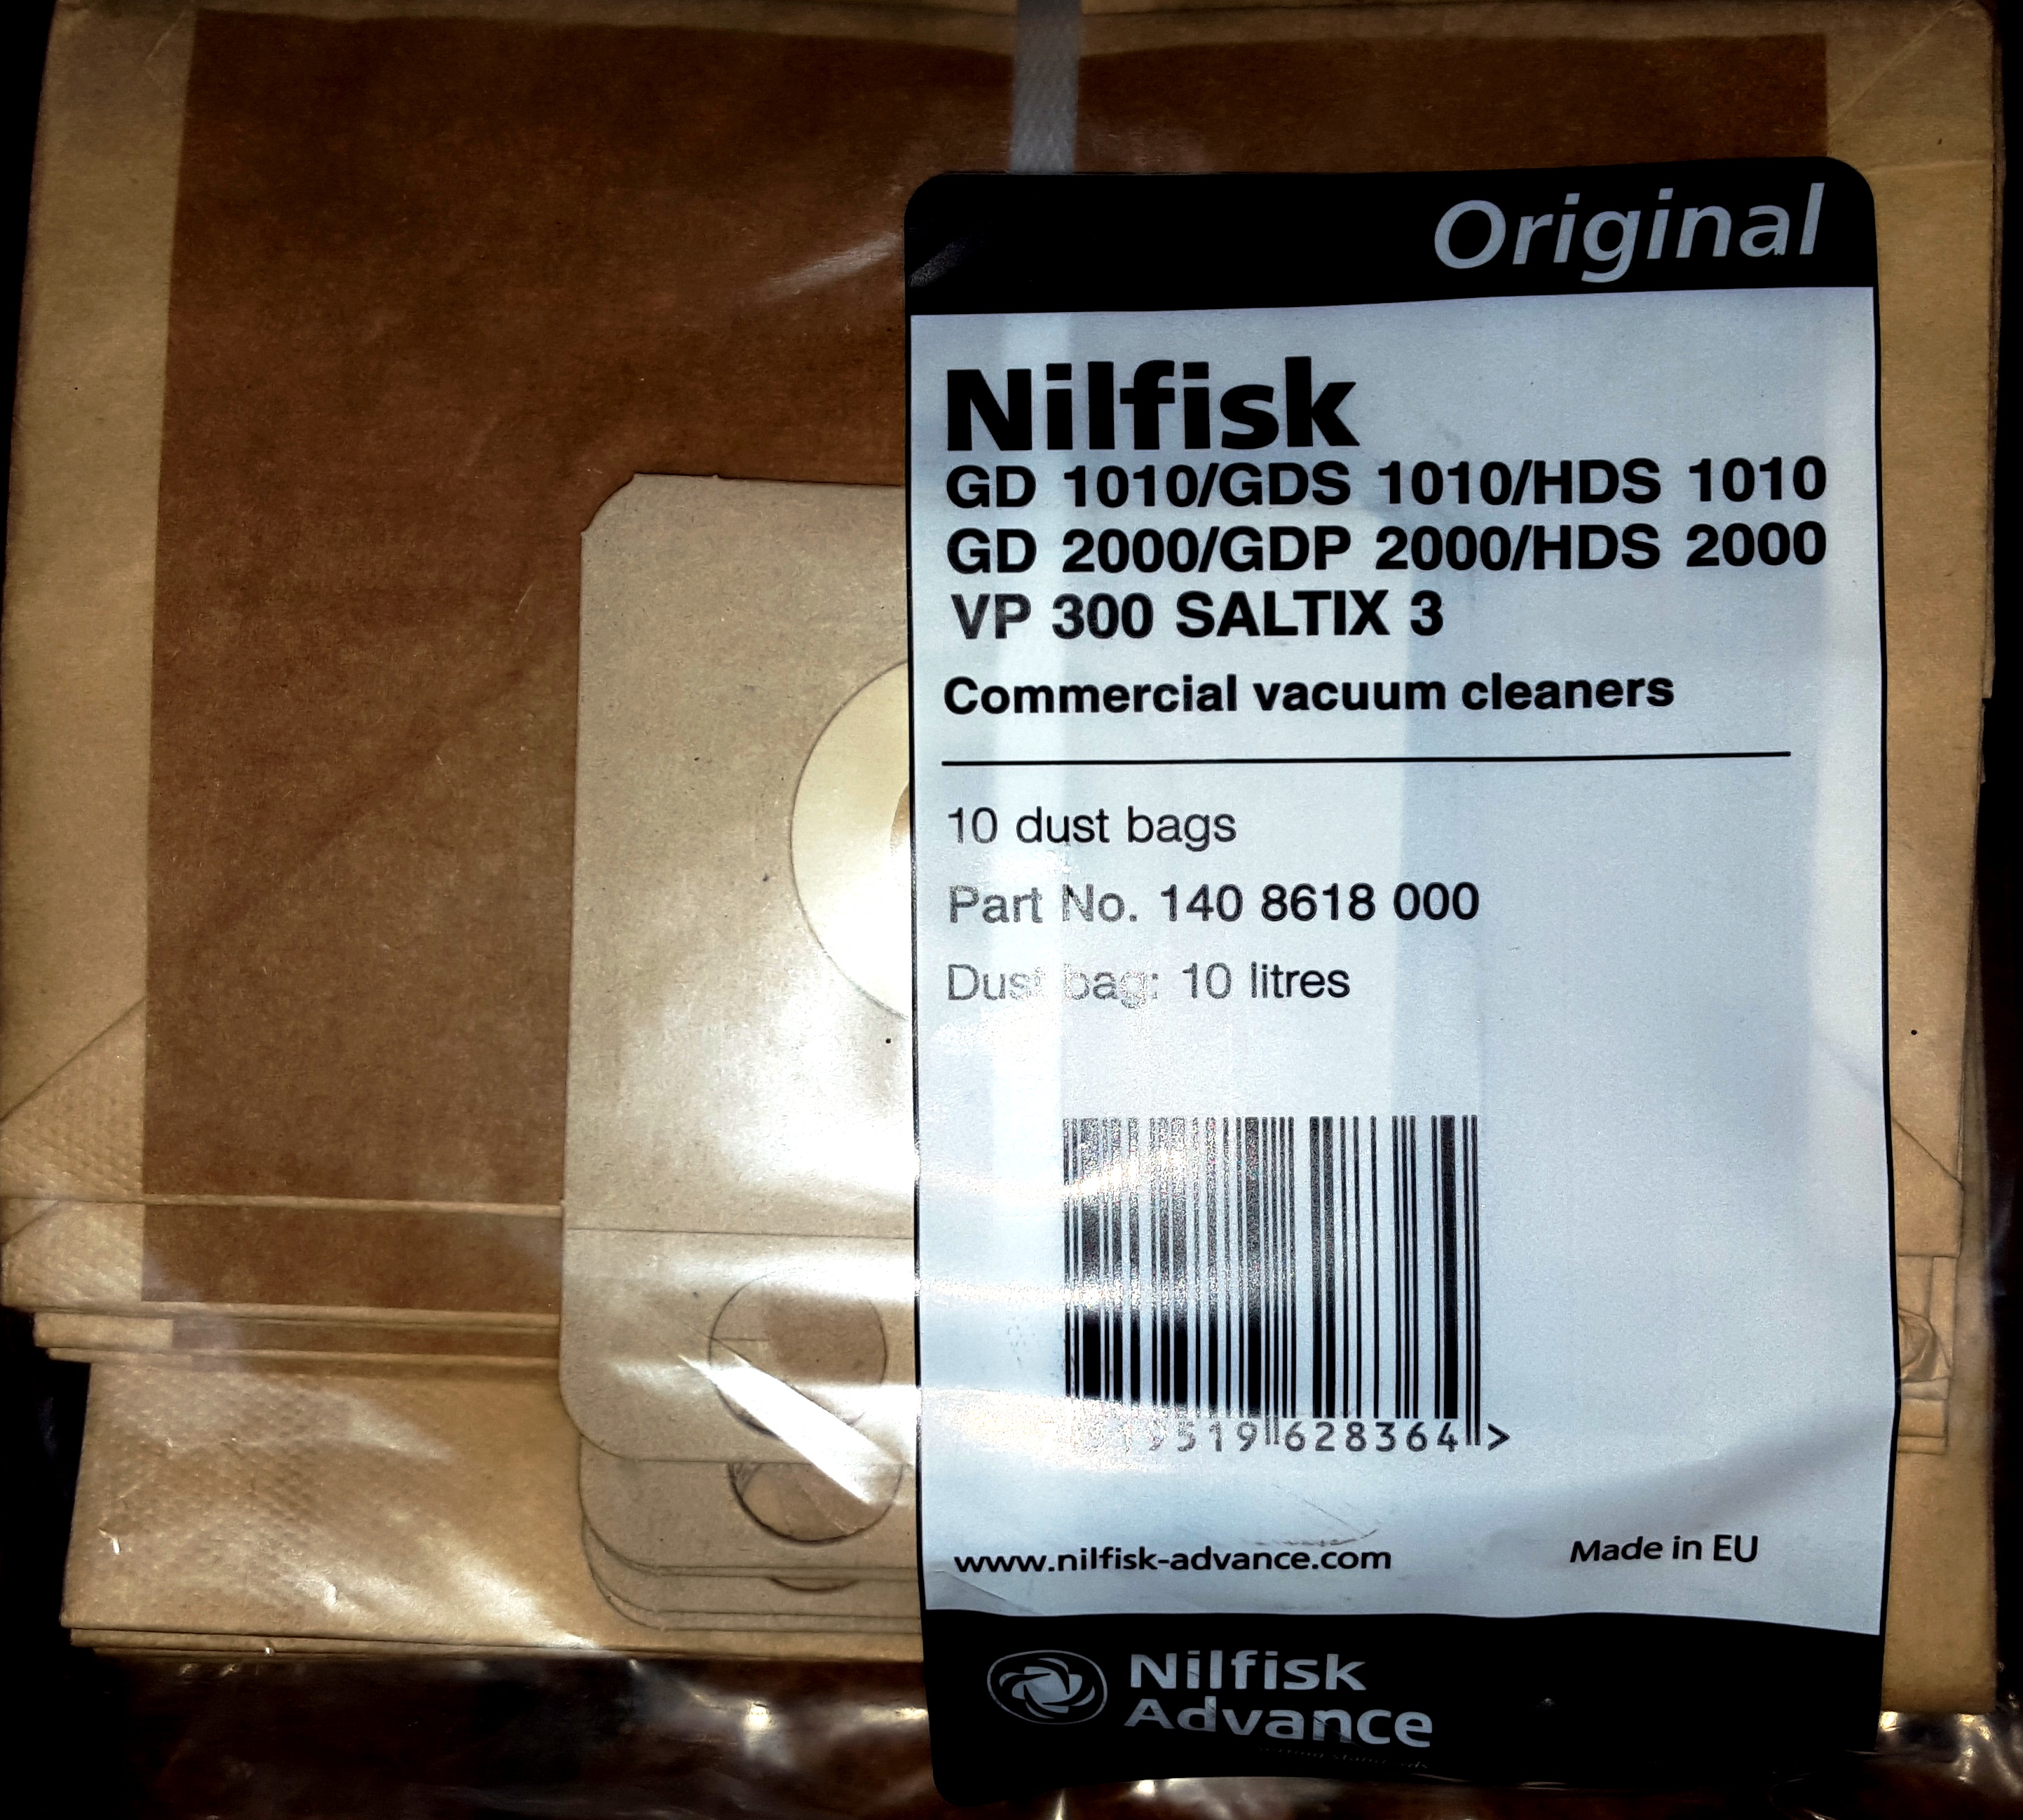 Original
Nilfisk
GD 1010/GDS 1010/HDS 1010
GD 2000/GDP 2000/HDS 2000
VP 300 SALTIX 3
Commercial vacuum cleaners
10 dust bags
Part No. 140 8618 000
Dust bag: 10 litres
9519 628364 >
www.nilfisk-advance.com
Made in EU
Nilfisk
Advance